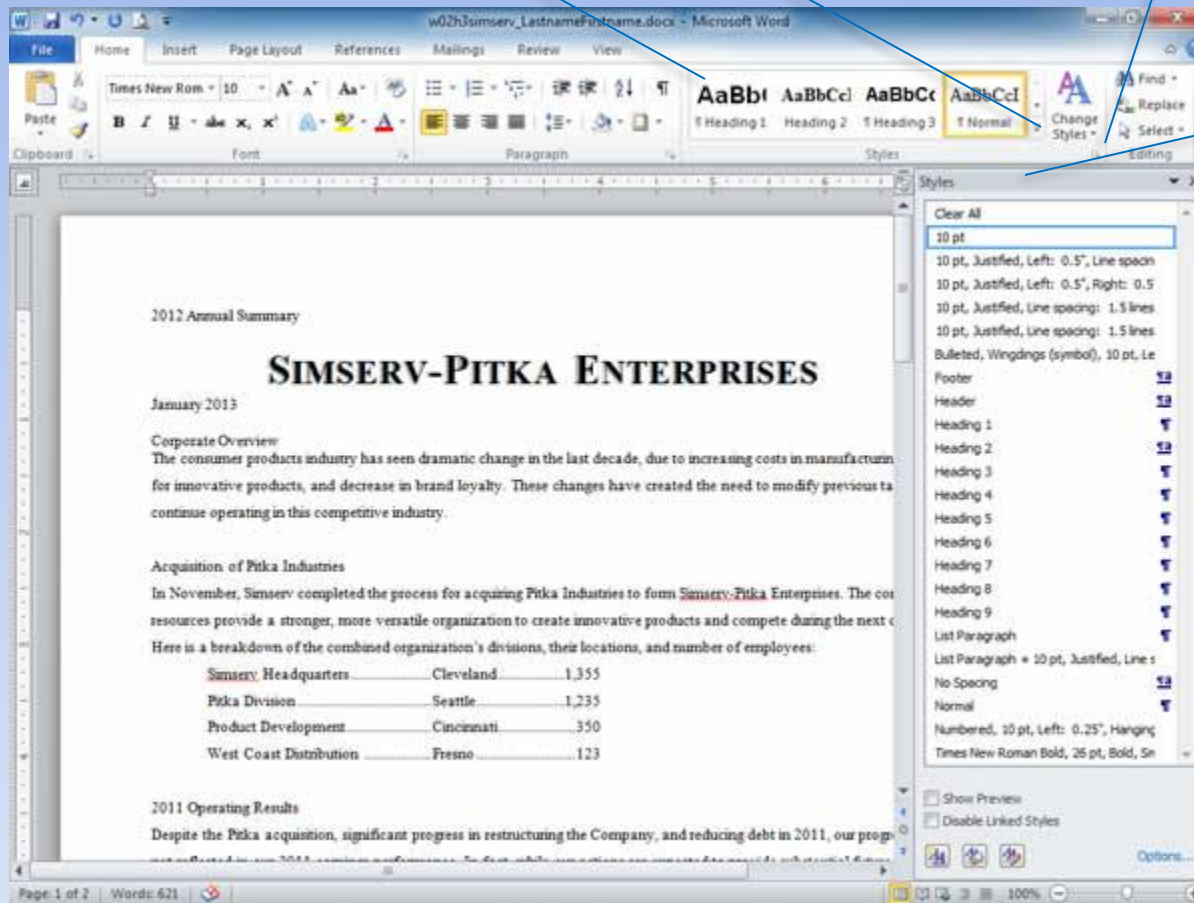 w02h3simserv_LastnameFirstname.docx - Microsoft Word
File Home Insert Page Layout References Mailings Review View
Paste
Times New Rom 10
Aa
B I U abc x, x'
A
AaBb( AaBbCcl AaBbCc AaBbCcI
¶ Heading 1 Heading 2 ¶ Heading 3 ¶ Normal
Change
Styles
Find
Replace
Select
Clipboard Font Paragraph Styles Editing
2012 Annual Summary
SIMSERV-PITKA ENTERPRISES
January 2013
Corporate Overview
The consumer products industry has seen dramatic change in the last decade, due to increasing costs in manufacturin
for innovative products, and decrease in brand loyalty. These changes have created the need to modify previous ta
continue operating in this competitive industry.
Acquisition of Pitka Industries
In November, Simserv completed the process for acquiring Pitka Industries to form Simserv-Pitka Enterprises. The
resources provide a stronger, more versatile organization to create innovative products and compete during the next
Here is a breakdown of the combined organization's divisions, their locations, and number of employees:
Simserv Headquarters Cleveland 1,355
Pitka Division Seattle 1,235
Product Development Cincinnati 350
West Coast Distribution Fresno 123
2011 Operating Results
Despite the Pitka acquisition, significant progress in restructuring the Company, and reducing debt in 2011, our progr
Styles
Clear All
10 pt
10 pt, Justified, Left: 0.5", Line spacin
10 pt, Justified, Left: 0.5", Right: 0.5
10 pt, Justified, Line spacing: 1.5 lines
10 pt, Justified, Line spacing: 1.5 lines
Bulleted, Wingdings (symbol), 10 pt, Le
Footer ¶a
Header ¶a
Heading 1 ¶
Heading 2 ¶a
Heading 3 ¶
Heading 4 ¶
Heading 5 ¶
Heading 6 ¶
Heading 7 ¶
Heading 8 ¶
Heading 9 ¶
List Paragraph ¶
List Paragraph + 10 pt, Justified, Line s
No Spacing ¶a
Normal ¶
Numbered, 10 pt, Left: 0.25", Hanging
Times New Roman Bold, 26 pt, Bold, Sm
Show Preview
Disable Linked Styles
Options...
Page: 1 of 2 Words: 621 100%